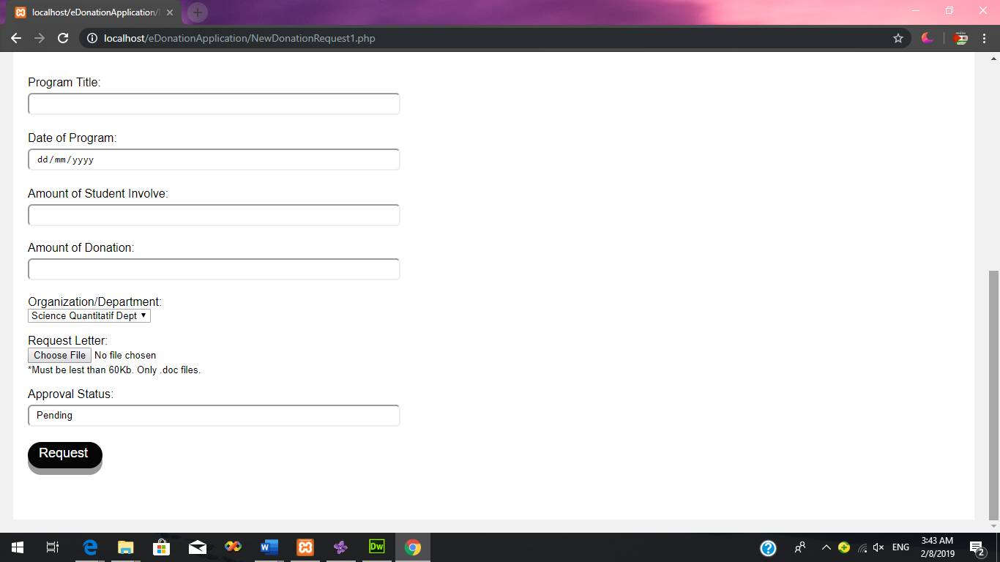 localhost/eDonationApplication/
localhost/eDonationApplication/NewDonationRequest1.php
Program Title:
Date of Program:
dd/mm/yyyy
Amount of Student Involve:
Amount of Donation:
Organization/Department:
Science Quantitatif Dept
Request Letter:
Choose File No file chosen
*Must be lest than 60Kb. Only .doc files.
Approval Status:
Pending
Request
Dw
ENG
3:43 AM
2/8/2019
2